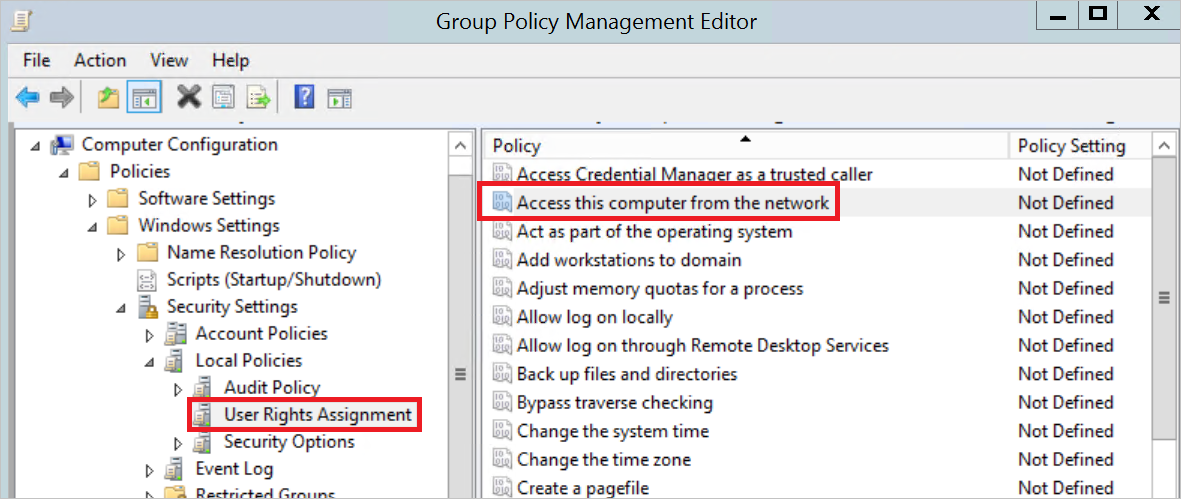 Group Policy Management Editor
File Action View Help
Computer Configuration
Policies
Software Settings
Windows Settings
Name Resolution Policy
Scripts (Startup/Shutdown)
Security Settings
Account Policies
Local Policies
Audit Policy
User Rights Assignment
Security Options
Event Log
Restricted Groups
Policy Policy Setting
Access Credential Manager as a trusted caller Not Defined
Access this computer from the network Not Defined
Act as part of the operating system Not Defined
Add workstations to domain Not Defined
Adjust memory quotas for a process Not Defined
Allow log on locally Not Defined
Allow log on through Remote Desktop Services Not Defined
Back up files and directories Not Defined
Bypass traverse checking Not Defined
Change the system time Not Defined
Change the time zone Not Defined
Create a pagefile Not Defined